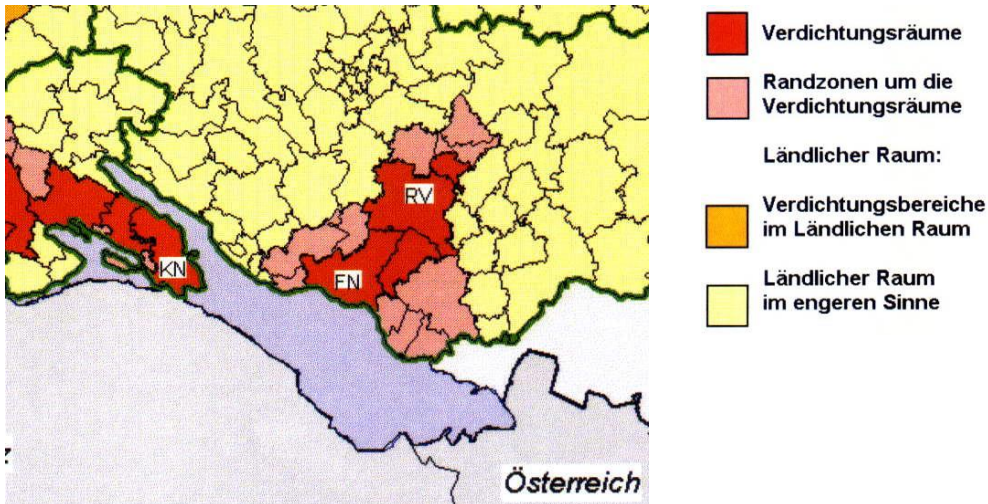 RV
KN
FN
Österreich
Verdichtungsräume
Randzonen um die
Verdichtungsräume
Ländlicher Raum:
Verdichtungsbereiche
im Ländlichen Raum
Ländlicher Raum
im engeren Sinne